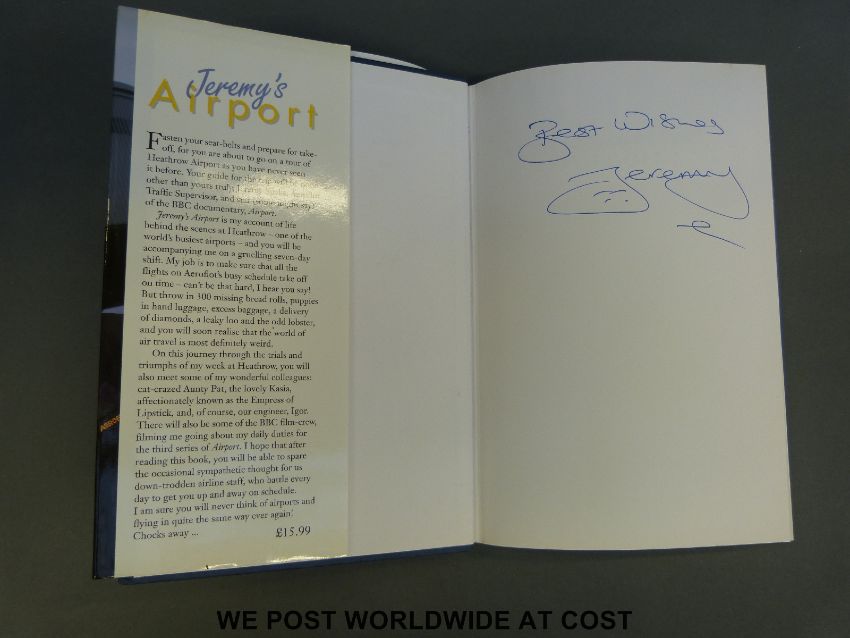 Jeremy's
Airport
Fasten your seat-belts and prepare for take-
off, for you are about to go on a tour of
Heathrow Airport as you have never seen
it before. Your guide for the trip will be none
other than yours truly, Jeremy
Traffic Supervisor, and star (some might say)
of the BBC documentary, Airport.
Jeremy's Airport is my account of life
behind the scenes at Heathrow – one of the
world's busiest airports – and you will be
accompanying me on a gruelling seven-day
shift. My job is to make sure that all the
flights on Aeroflot's busy schedule take off
on time – can't be that hard, I hear you say!
But throw in 300 missing bread rolls, puppies
in hand luggage, excess baggage, a delivery
of diamonds, a leaky loo and the odd lobster,
and you will soon realise that the world of
air travel is most definitely weird.
On this journey through the trials and
triumphs of my week at Heathrow, you will
also meet some of my wonderful colleagues:
cat-crazed Aunty Pat, the lovely Kasia,
affectionately known as the Empress of
Lipstick, and, of course, our engineer, Igor.
There will also be some of the BBC film-crew,
filming me going about my daily duties for
the third series of Airport. I hope that after
reading this book, you will be able to spare
the occasional sympathetic thought for us
down-trodden airline staff, who battle every
day to get you up and away on schedule.
I am sure you will never think of airports and
flying in quite the same way ever again!
Chocks away ...
£15.99
Best Wishes
Jeremy
x
WE POST WORLDWIDE AT COST